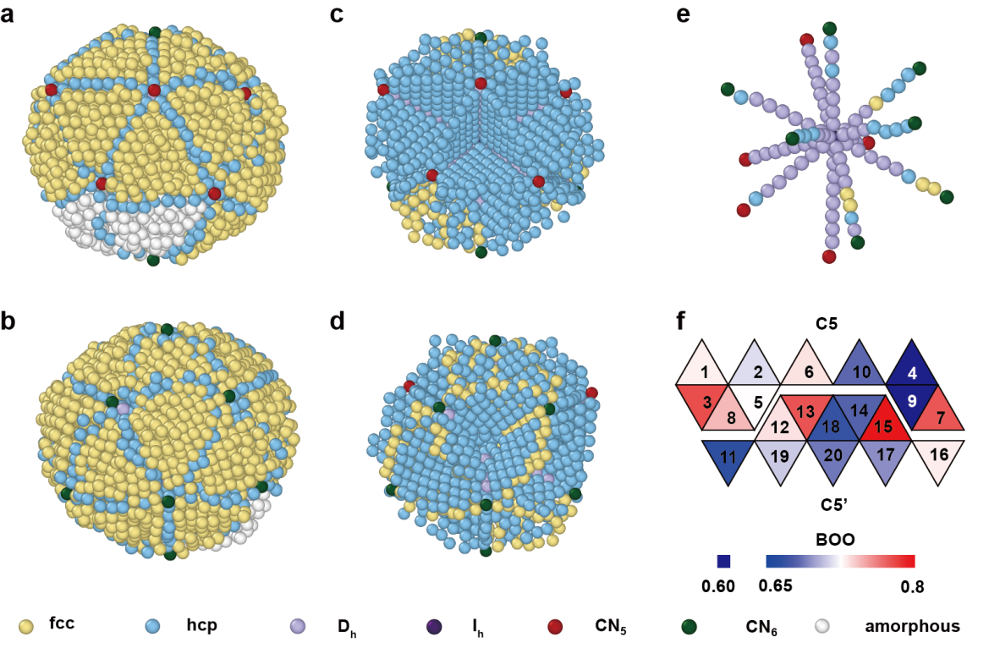 a
c
e
b
d
f
C5
1 2 6 10 4
3 8 5 13 18 14 9 7
12 15
11 19 20 17 16
C5’
BOO
0.60 0.65 0.8
fcc hcp Dh Ih CN5 CN6 amorphous